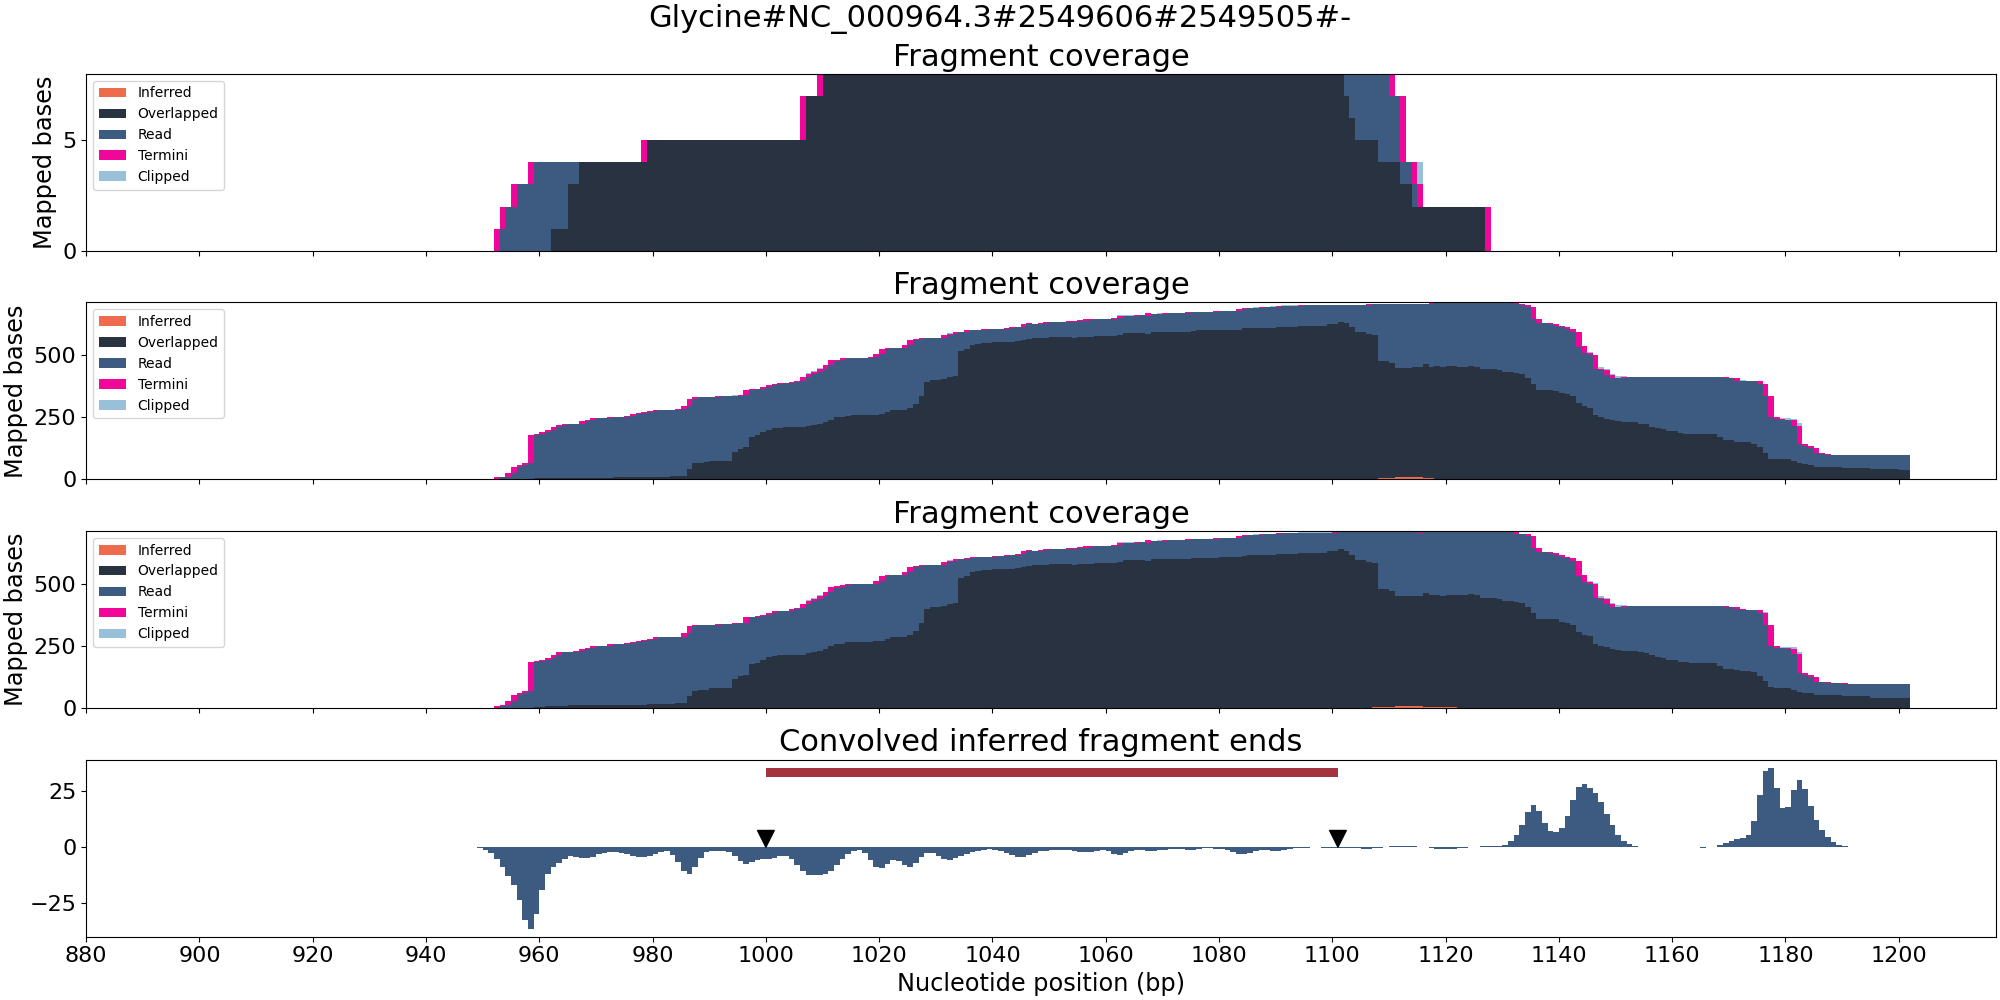 Glycine#NC_000964.3#2549606#2549505#-
Fragment coverage
Mapped bases
5
0
Inferred
Overlapped
Read
Termini
Clipped
Fragment coverage
Mapped bases
500
250
0
Inferred
Overlapped
Read
Termini
Clipped
Fragment coverage
Mapped bases
500
250
0
Inferred
Overlapped
Read
Termini
Clipped
Convolved inferred fragment ends
25
0
−25
880 900 920 940 960 980 1000 1020 1040 1060 1080 1100 1120 1140 1160 1180 1200
Nucleotide position (bp)